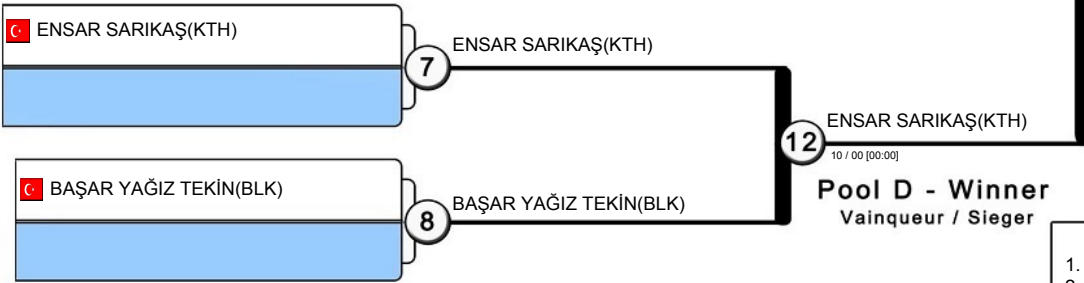 ENSAR SARIKAŞ(KTH)
7
ENSAR SARIKAŞ(KTH)
12
ENSAR SARIKAŞ(KTH)
10 / 00 [00:00]
BAŞAR YAĞIZ TEKİN(BLK)
8
BAŞAR YAĞIZ TEKİN(BLK)
Pool D - Winner
Vainqueur / Sieger
1.